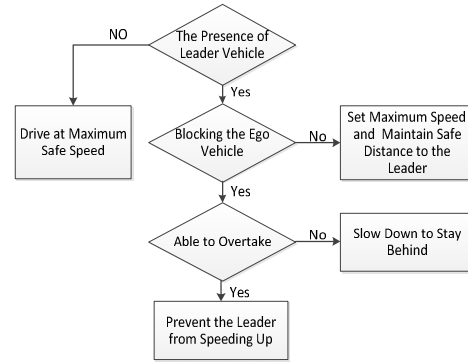 The Presence of
Leader Vehicle
NO
Yes
Drive at Maximum
Safe Speed
Blocking the Ego
Vehicle
No
Set Maximum Speed
and Maintain Safe
Distance to the
Leader
Yes
Able to Overtake
No
Slow Down to Stay
Behind
Yes
Prevent the Leader
from Speeding Up